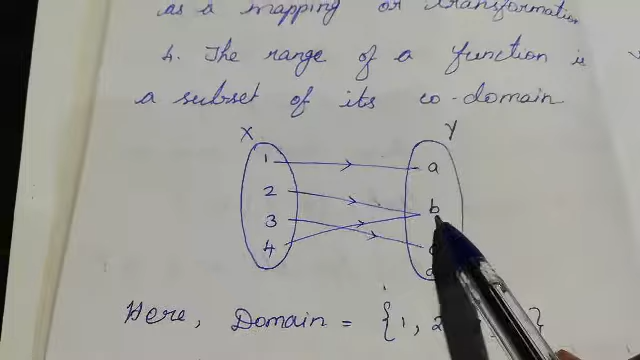 as a mapping or transformation
4. The range of a function is
a subset of its co-domain
X Y
1 a
2 b
3
4
Here, Domain = {1, 2 }